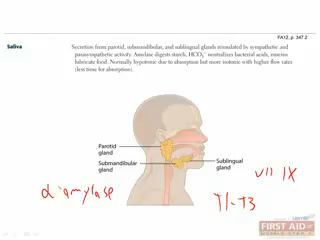 FA12, p. 347.2
Saliva
Secretion from parotid, submandibular, and sublingual glands stimulated by sympathetic and
parasympathetic activity. Amylase digests starch, HCO3⁻ neutralizes bacterial acids, mucins
lubricate food. Normally hypotonic due to absorption but more isotonic with higher flow rates
(less time for absorption).
Parotid
gland
Submandibular
gland
Sublingual
gland
α-amylase
VII IX
T1-T3
FIRST AID